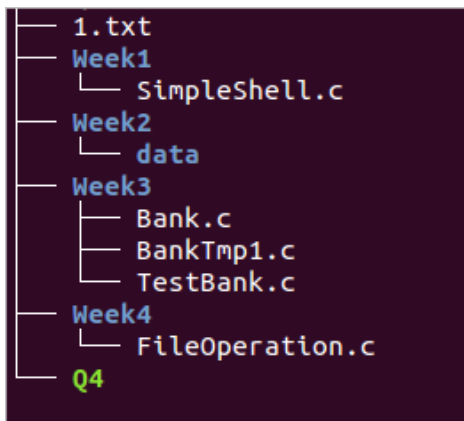 1.txt
Week1
SimpleShell.c
Week2
data
Week3
Bank.c
BankTmp1.c
TestBank.c
Week4
FileOperation.c
Q4